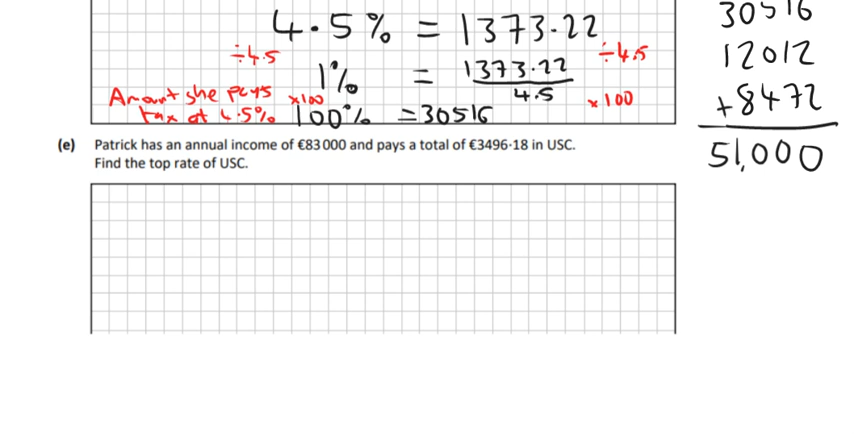 4.5% = 1373.22
÷4.5 ÷4.5
1% = 1373.22
4.5
Amount she pays ×100 ×100
tax at 4.5% 100% = 30516
30516
12012
+8472
51,000
(e) Patrick has an annual income of €83 000 and pays a total of €3496·18 in USC.
Find the top rate of USC.